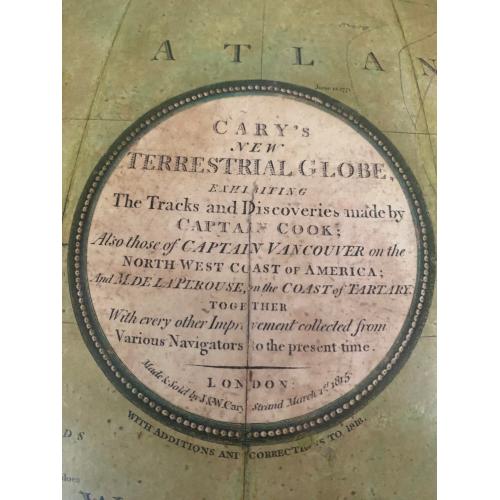 ATLAN
CARY'S
NEW
TERRESTRIAL GLOBE,
EXHIBITING
The Tracks and Discoveries made by
CAPTAIN COOK;
Also those of CAPTAIN VANCOUVER on the
NORTH WEST COAST OF AMERICA;
And M. DE LA PEROUSE, on the COAST of TARTARY.
TOGETHER
With every other Improvement collected from
Various Navigators to the present time.
LONDON:
Made & Sold by J. & W. Cary Strand March 1st 1815.
WITH ADDITIONS AND CORRECTIONS TO 1818.
DS